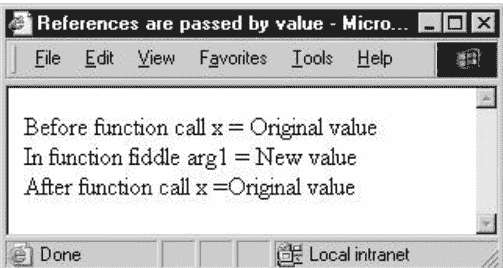 References are passed by value - Micro...
File Edit View Favorites Tools Help
Before function call x = Original value
In function fiddle arg1 = New value
After function call x =Original value
Done Local intranet